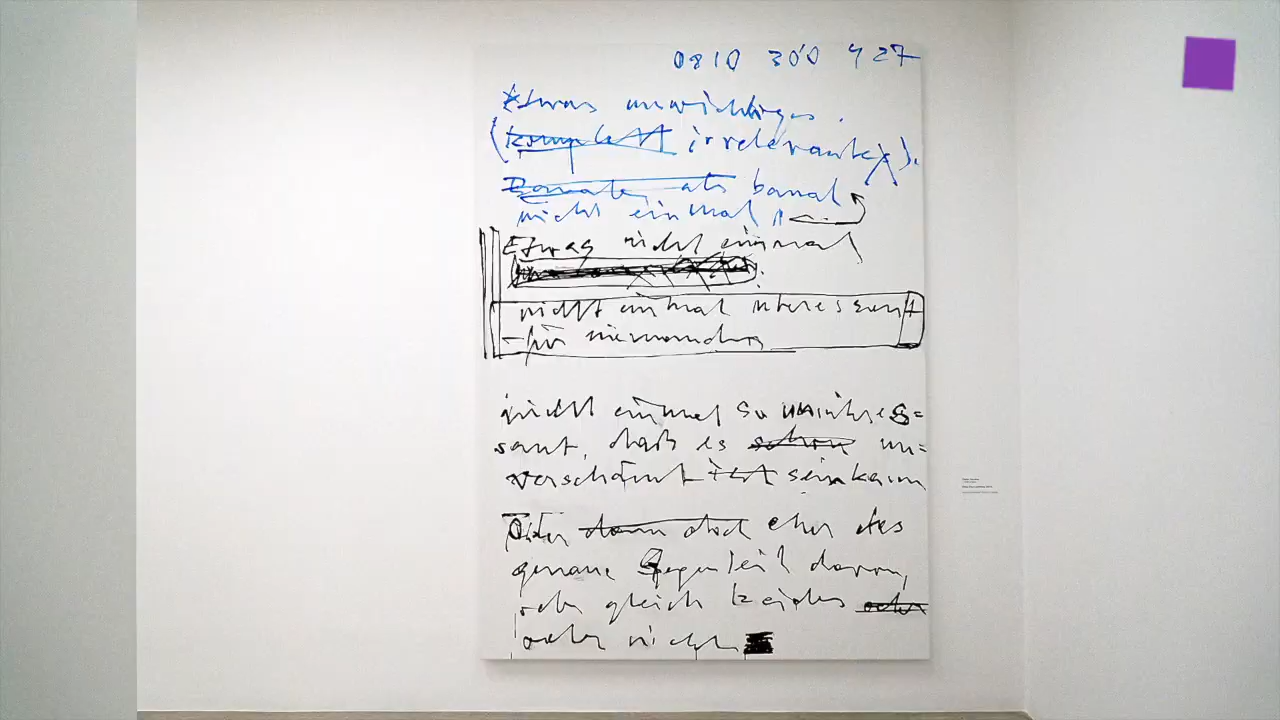 0810 300 427
Etwas unwichtiges.
(komplett irrelevantes).
Banale als banal
nicht einmal
Etwas nicht einmal
nicht einmal interessant
- für niemanden
nicht einmal so uninteres=
sant, daß es schon un=
verschämt ist sein kann
Oder dann doch eher das
genaue Gegenteil davon,
oder gleich beides oder
oder nicht